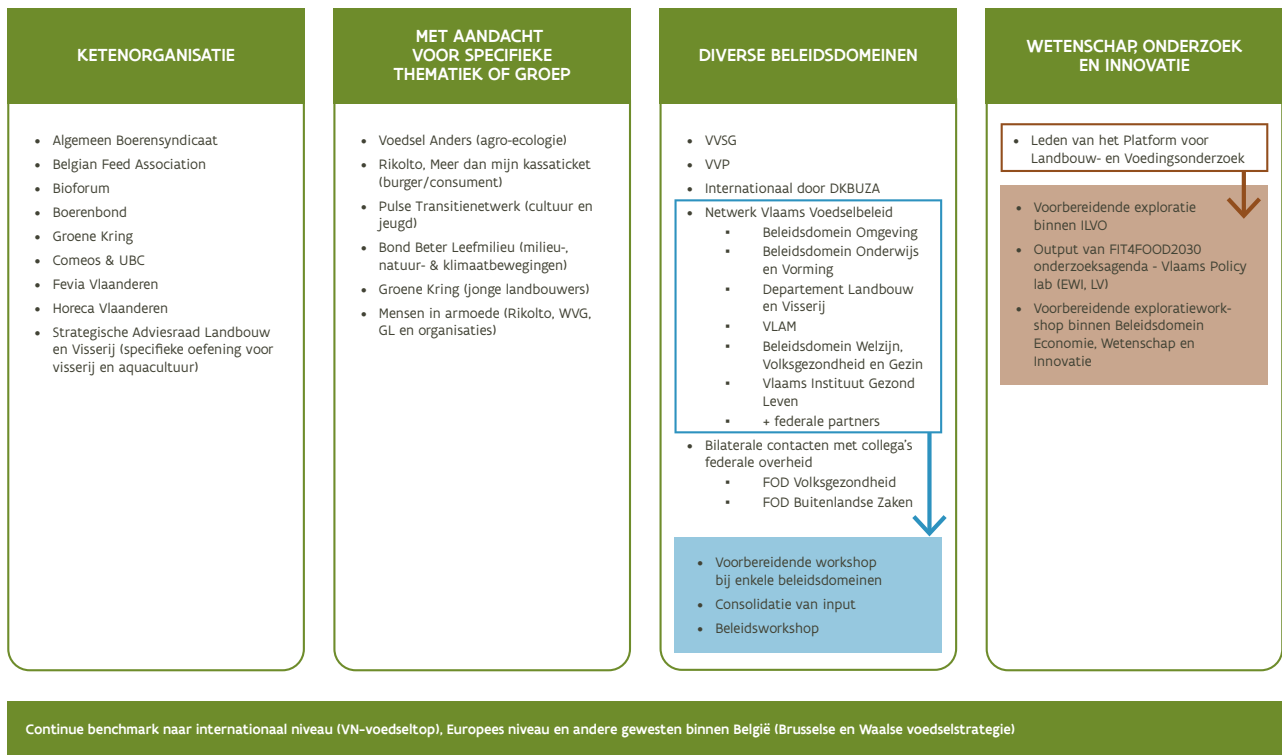 KETENORGANISATIE
• Algemeen Boerensyndicaat
• Belgian Feed Association
• Bioforum
• Boerenbond
• Groene Kring
• Comeos & UBC
• Fevia Vlaanderen
• Horeca Vlaanderen
• Strategische Adviesraad Landbouw
en Visserij (specifieke oefening voor
visserij en aquacultuur)
MET AANDACHT
VOOR SPECIFIEKE
THEMATIEK OF GROEP
• Voedsel Anders (agro-ecologie)
• Rikolto, Meer dan mijn kassaticket
(burger/consument)
• Pulse Transitienetwerk (cultuur en
jeugd)
• Bond Beter Leefmilieu (milieu-,
natuur- & klimaatbewegingen)
• Groene Kring (jonge landbouwers)
• Mensen in armoede (Rikolto, WVG,
GL en organisaties)
DIVERSE BELEIDSDOMEINEN
• VVSG
• VVP
• Internationaal door DKBUZA
• Netwerk Vlaams Voedselbeleid
▪ Beleidsdomein Omgeving
▪ Beleidsdomein Onderwijs
en Vorming
▪ Departement Landbouw
en Visserij
▪ VLAM
▪ Beleidsdomein Welzijn,
Volksgezondheid en Gezin
▪ Vlaams Instituut Gezond
Leven
▪ + federale partners
• Bilaterale contacten met collega's
federale overheid
▪ FOD Volksgezondheid
▪ FOD Buitenlandse Zaken
• Voorbereidende workshop
bij enkele beleidsdomeinen
• Consolidatie van input
• Beleidsworkshop
WETENSCHAP, ONDERZOEK
EN INNOVATIE
• Leden van het Platform voor
Landbouw- en Voedingsonderzoek
• Voorbereidende exploratie
binnen ILVO
• Output van FIT4FOOD2030
onderzoeksagenda - Vlaams Policy
lab (EWI, LV)
• Voorbereidende exploratiework-
shop binnen Beleidsdomein
Economie, Wetenschap en
Innovatie
Continue benchmark naar internationaal niveau (VN-voedseltop), Europees niveau en andere gewesten binnen België (Brusselse en Waalse voedselstrategie)